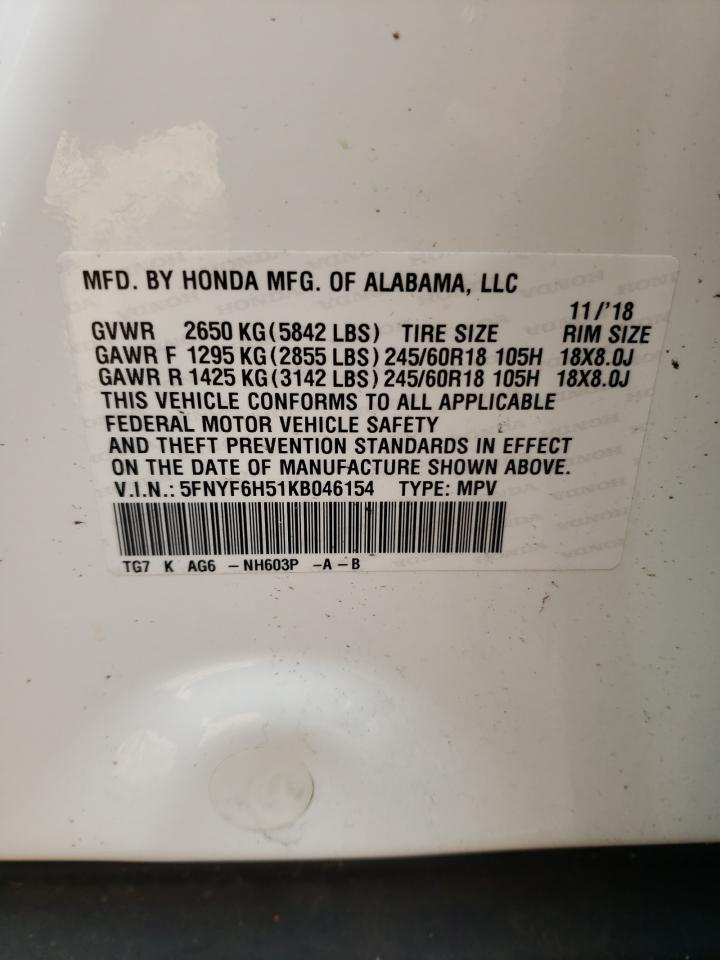 MFD. BY HONDA MFG. OF ALABAMA, LLC
11/'18
GVWR 2650 KG(5842 LBS) TIRE SIZE RIM SIZE
GAWR F 1295 KG(2855 LBS) 245/60R18 105H 18X8.0J
GAWR R 1425 KG(3142 LBS) 245/60R18 105H 18X8.0J
THIS VEHICLE CONFORMS TO ALL APPLICABLE
FEDERAL MOTOR VEHICLE SAFETY
AND THEFT PREVENTION STANDARDS IN EFFECT
ON THE DATE OF MANUFACTURE SHOWN ABOVE.
V.I.N.: 5FNYF6H51KB046154 TYPE: MPV
TG7 K AG6 -NH603P -A-B